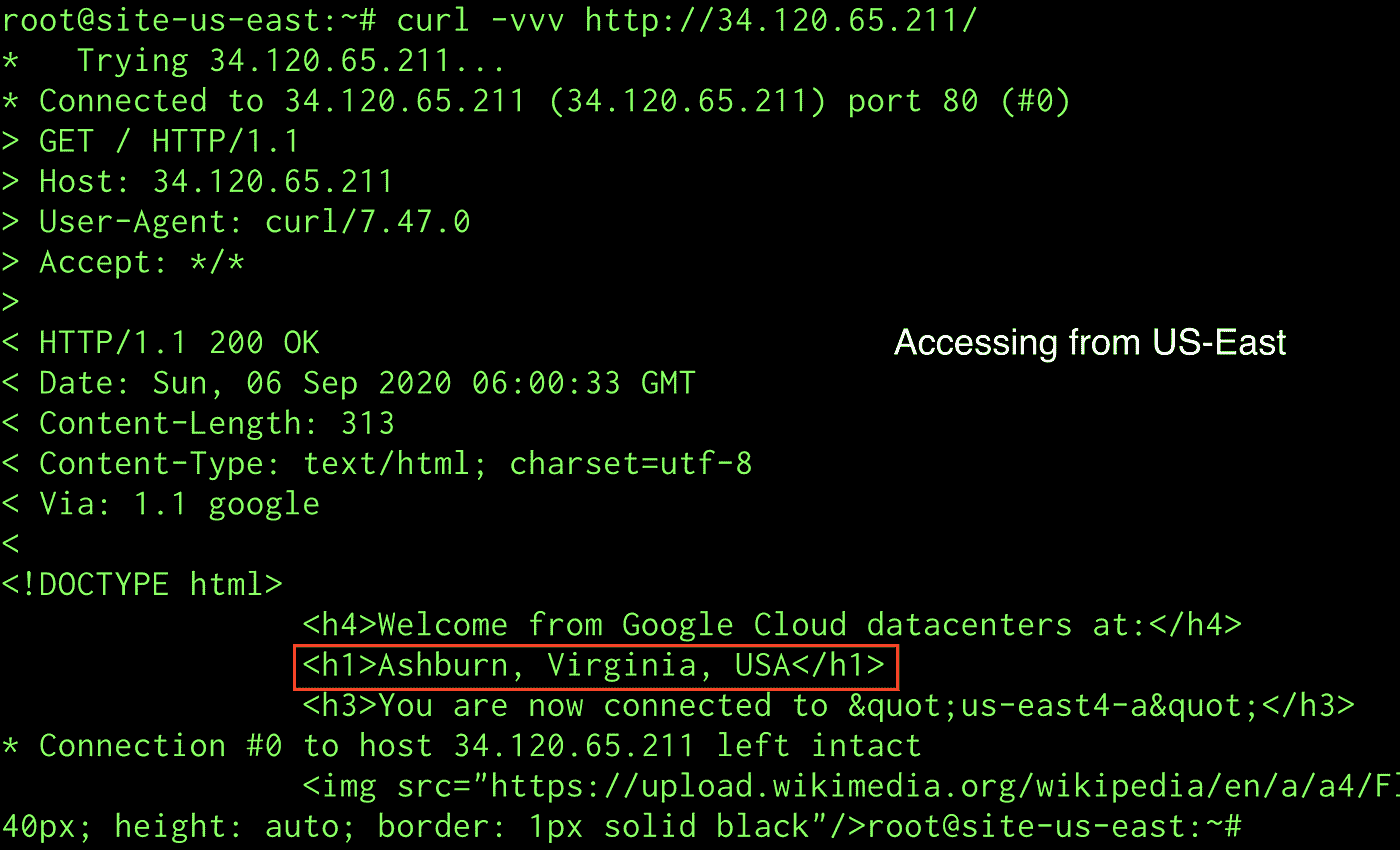 root@site-us-east:~# curl -vvv http://34.120.65.211/
*   Trying 34.120.65.211...
* Connected to 34.120.65.211 (34.120.65.211) port 80 (#0)
> GET / HTTP/1.1
> Host: 34.120.65.211
> User-Agent: curl/7.47.0
> Accept: */*
>
< HTTP/1.1 200 OK
Accessing from US-East
< Date: Sun, 06 Sep 2020 06:00:33 GMT
< Content-Length: 313
< Content-Type: text/html; charset=utf-8
< Via: 1.1 google
<
<!DOCTYPE html>
<h4>Welcome from Google Cloud datacenters at:</h4>
<h1>Ashburn, Virginia, USA</h1>
<h3>You are now connected to &quot;us-east4-a&quot;</h3>
* Connection #0 to host 34.120.65.211 left intact
<img src="https://upload.wikimedia.org/wikipedia/en/a/a4/Fl
40px; height: auto; border: 1px solid black"/>root@site-us-east:~#